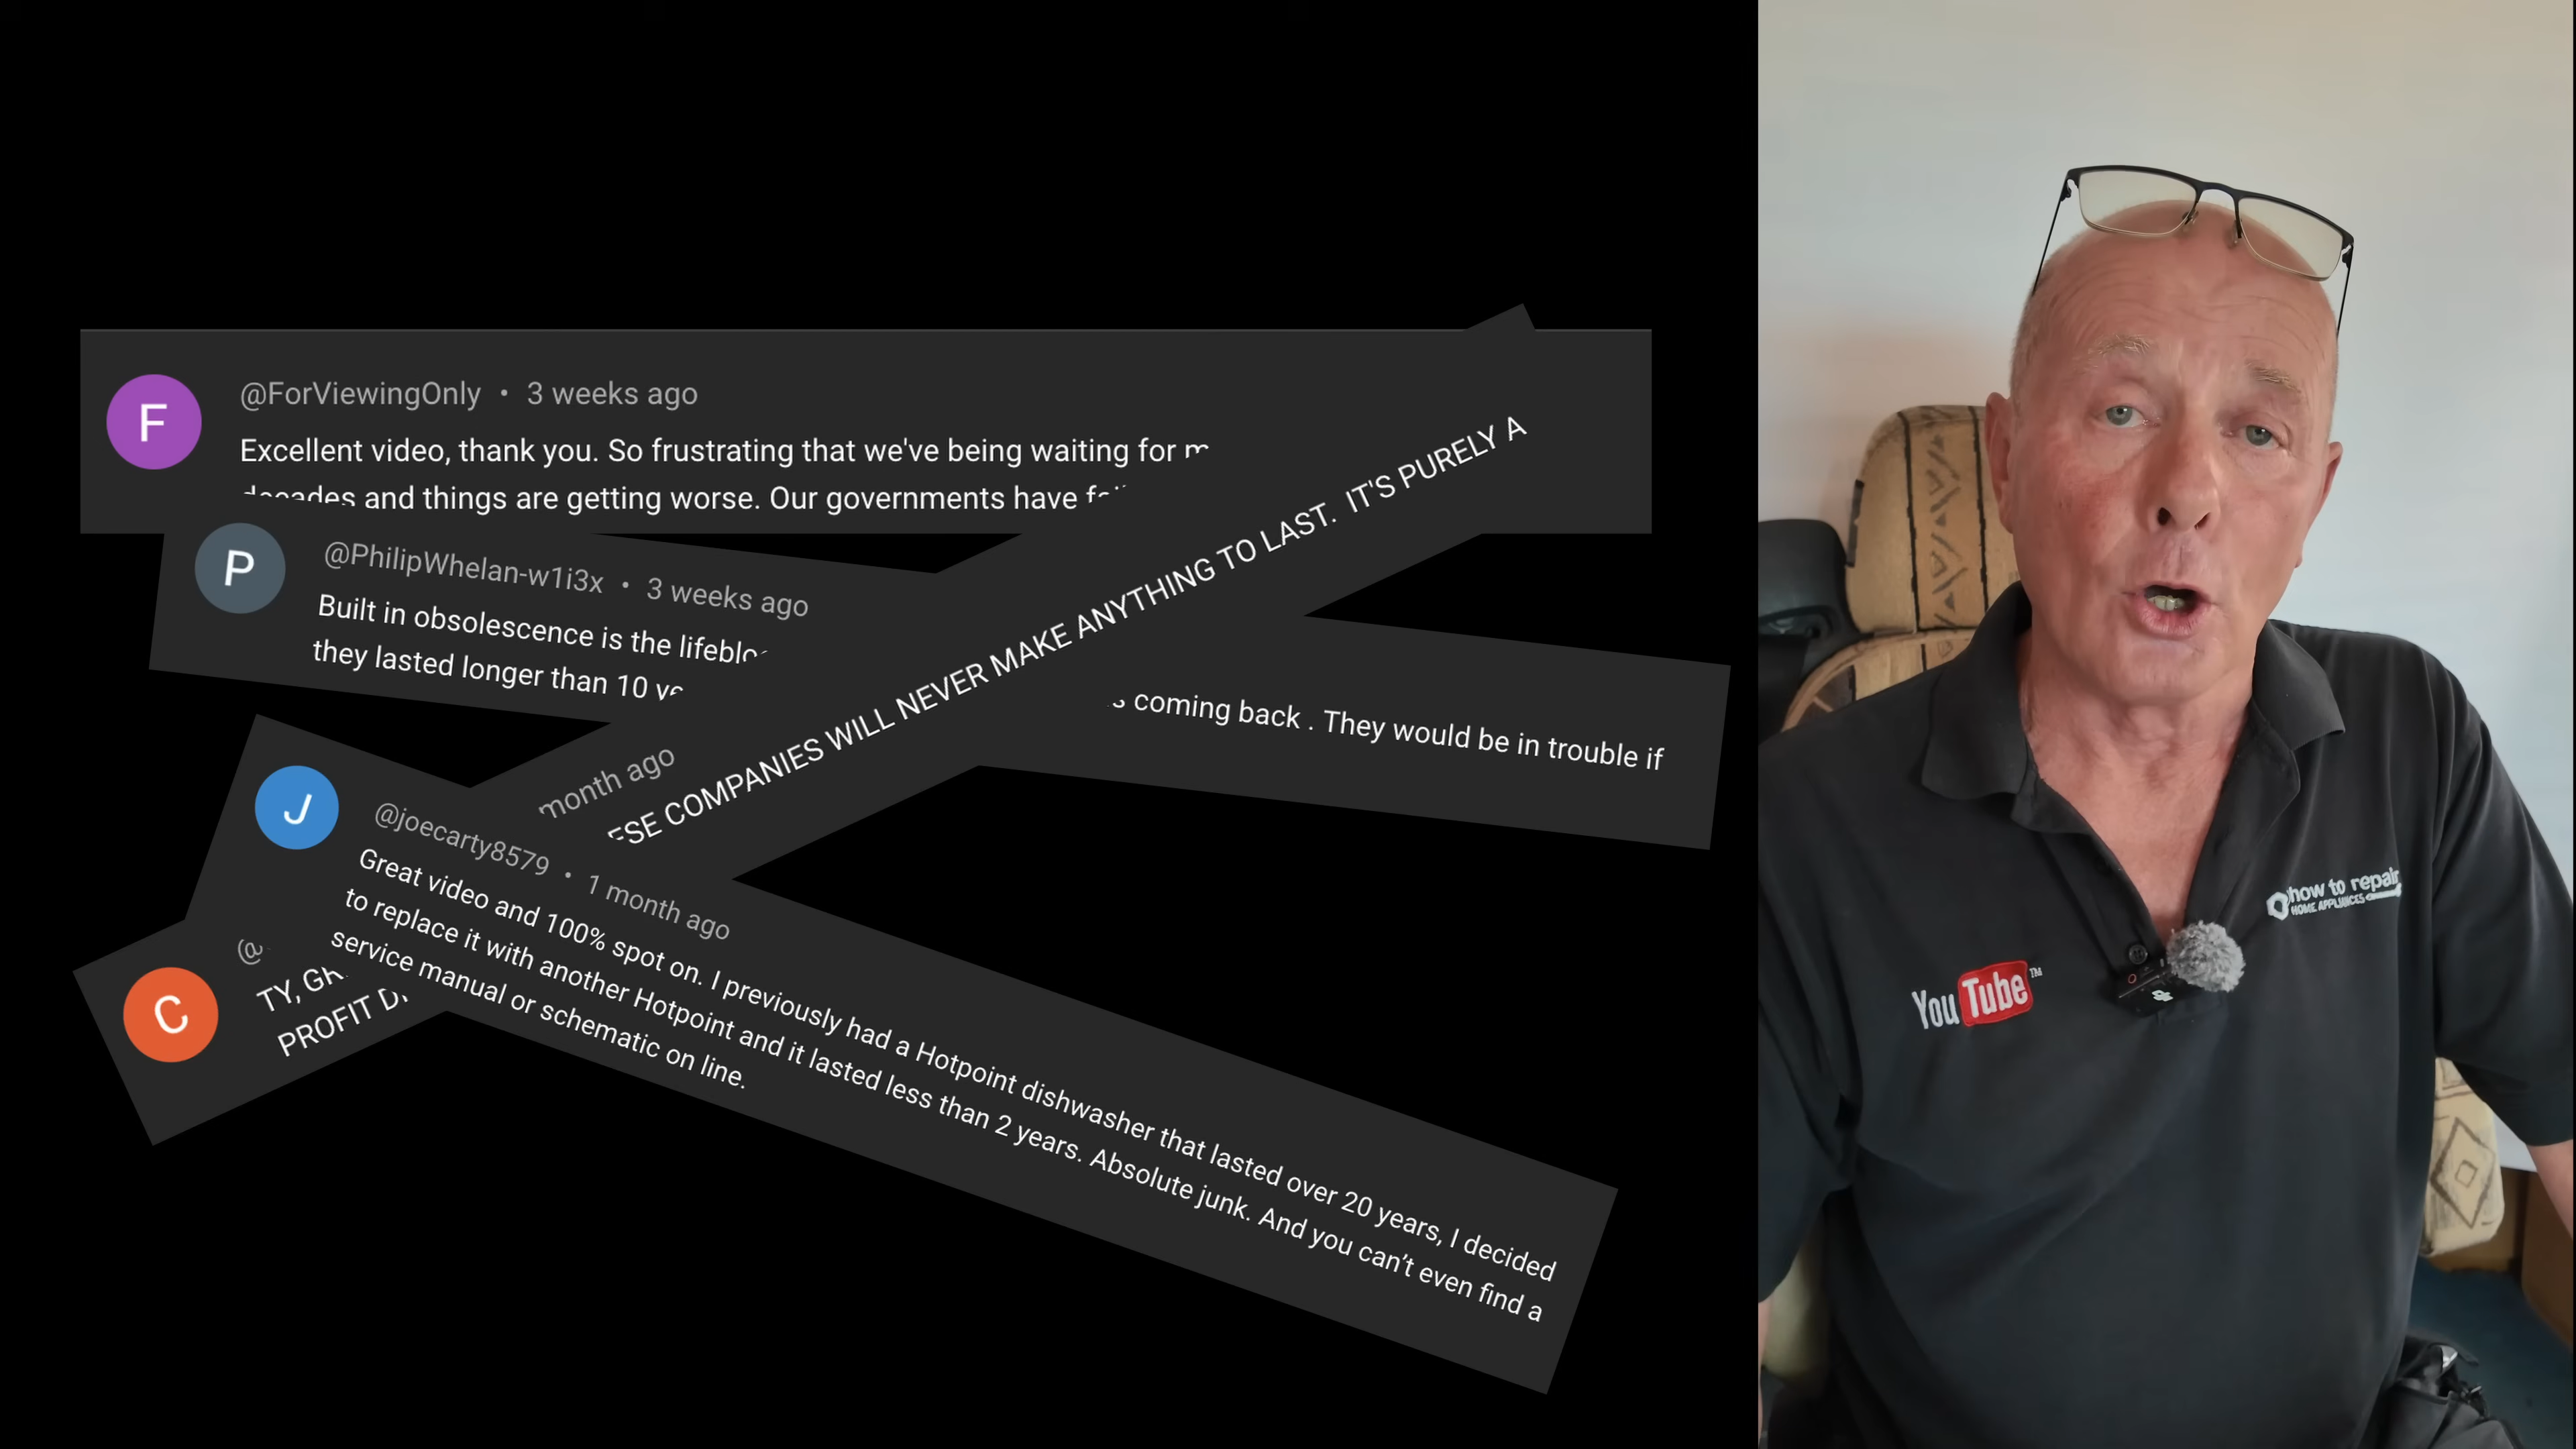 @ForViewingOnly • 3 weeks ago
Excellent video, thank you. So frustrating that we've being waiting for
decades and things are getting worse. Our governments have
@PhilipWhelan-w1i3x • 3 weeks ago
Built in obsolescence is the
coming back . They would be in trouble if
they lasted longer than 10
month ago
COMPANIES WILL NEVER MAKE ANYTHING TO LAST. IT'S PURELY A
PROFIT
@joecarty8579 • 1 month ago
Great video and 100% spot on. I previously had a Hotpoint dishwasher that lasted over 20 years, I decided
to replace it with another Hotpoint and it lasted less than 2 years. Absolute junk. And you can't even find a
service manual or schematic on line.
F
P
J
C
how to repair
HOME APPLIANCES
YouTube™